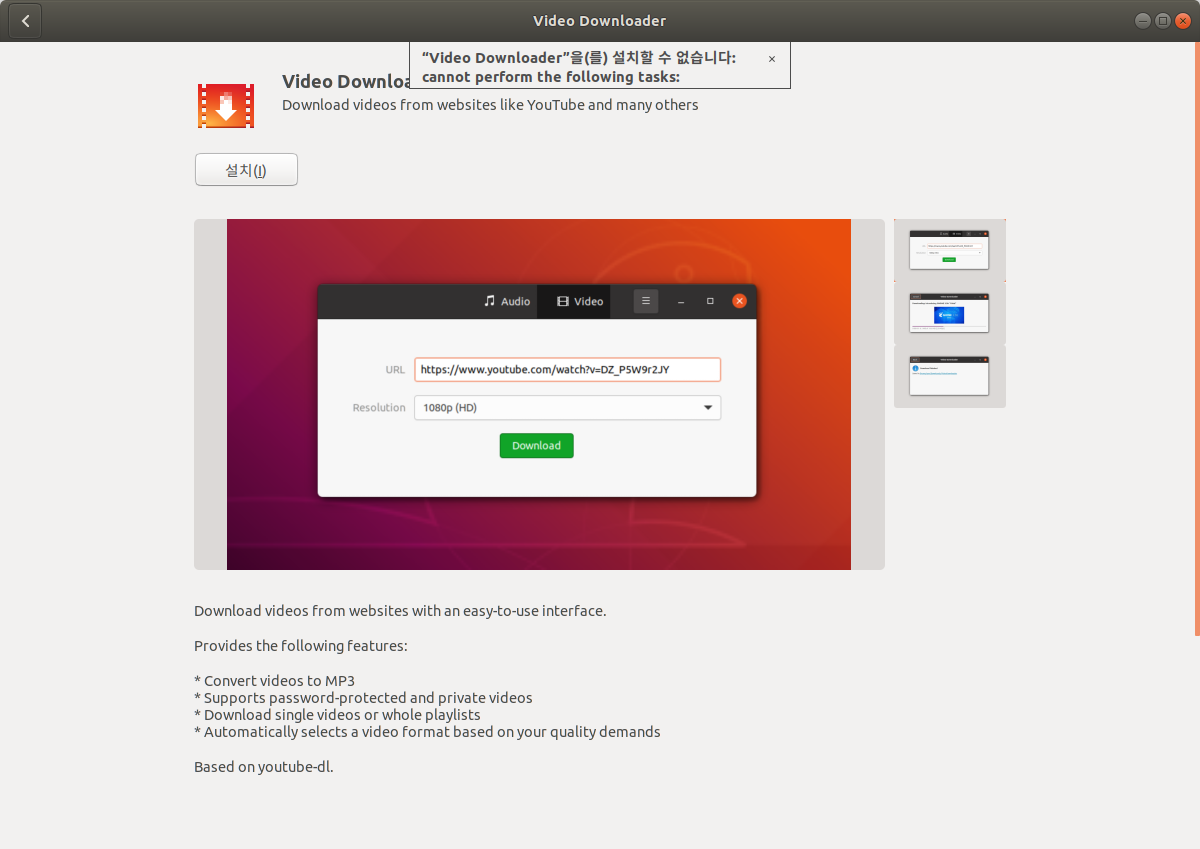 Video Downloader
“Video Downloader”을(를) 설치할 수 없습니다:
cannot perform the following tasks:
Download videos from websites like YouTube and many others
설치(I)
Audio
Video
URL
https://www.youtube.com/watch?v=DZ_P5W9r2JY
Resolution
1080p (HD)
Download
Download videos from websites with an easy-to-use interface.
Provides the following features:
* Convert videos to MP3
* Supports password-protected and private videos
* Download single videos or whole playlists
* Automatically selects a video format based on your quality demands
Based on youtube-dl.